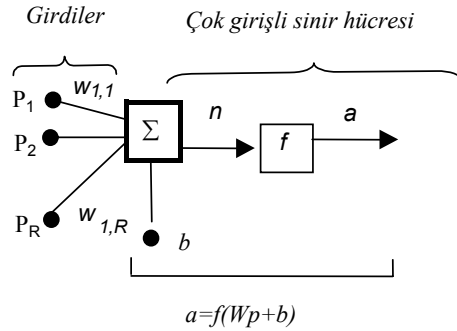 Girdiler
Çok girişli sinir hücresi
P1 w1,1
P2
Σ n f a
PR w1,R
b
a=f(Wp+b)